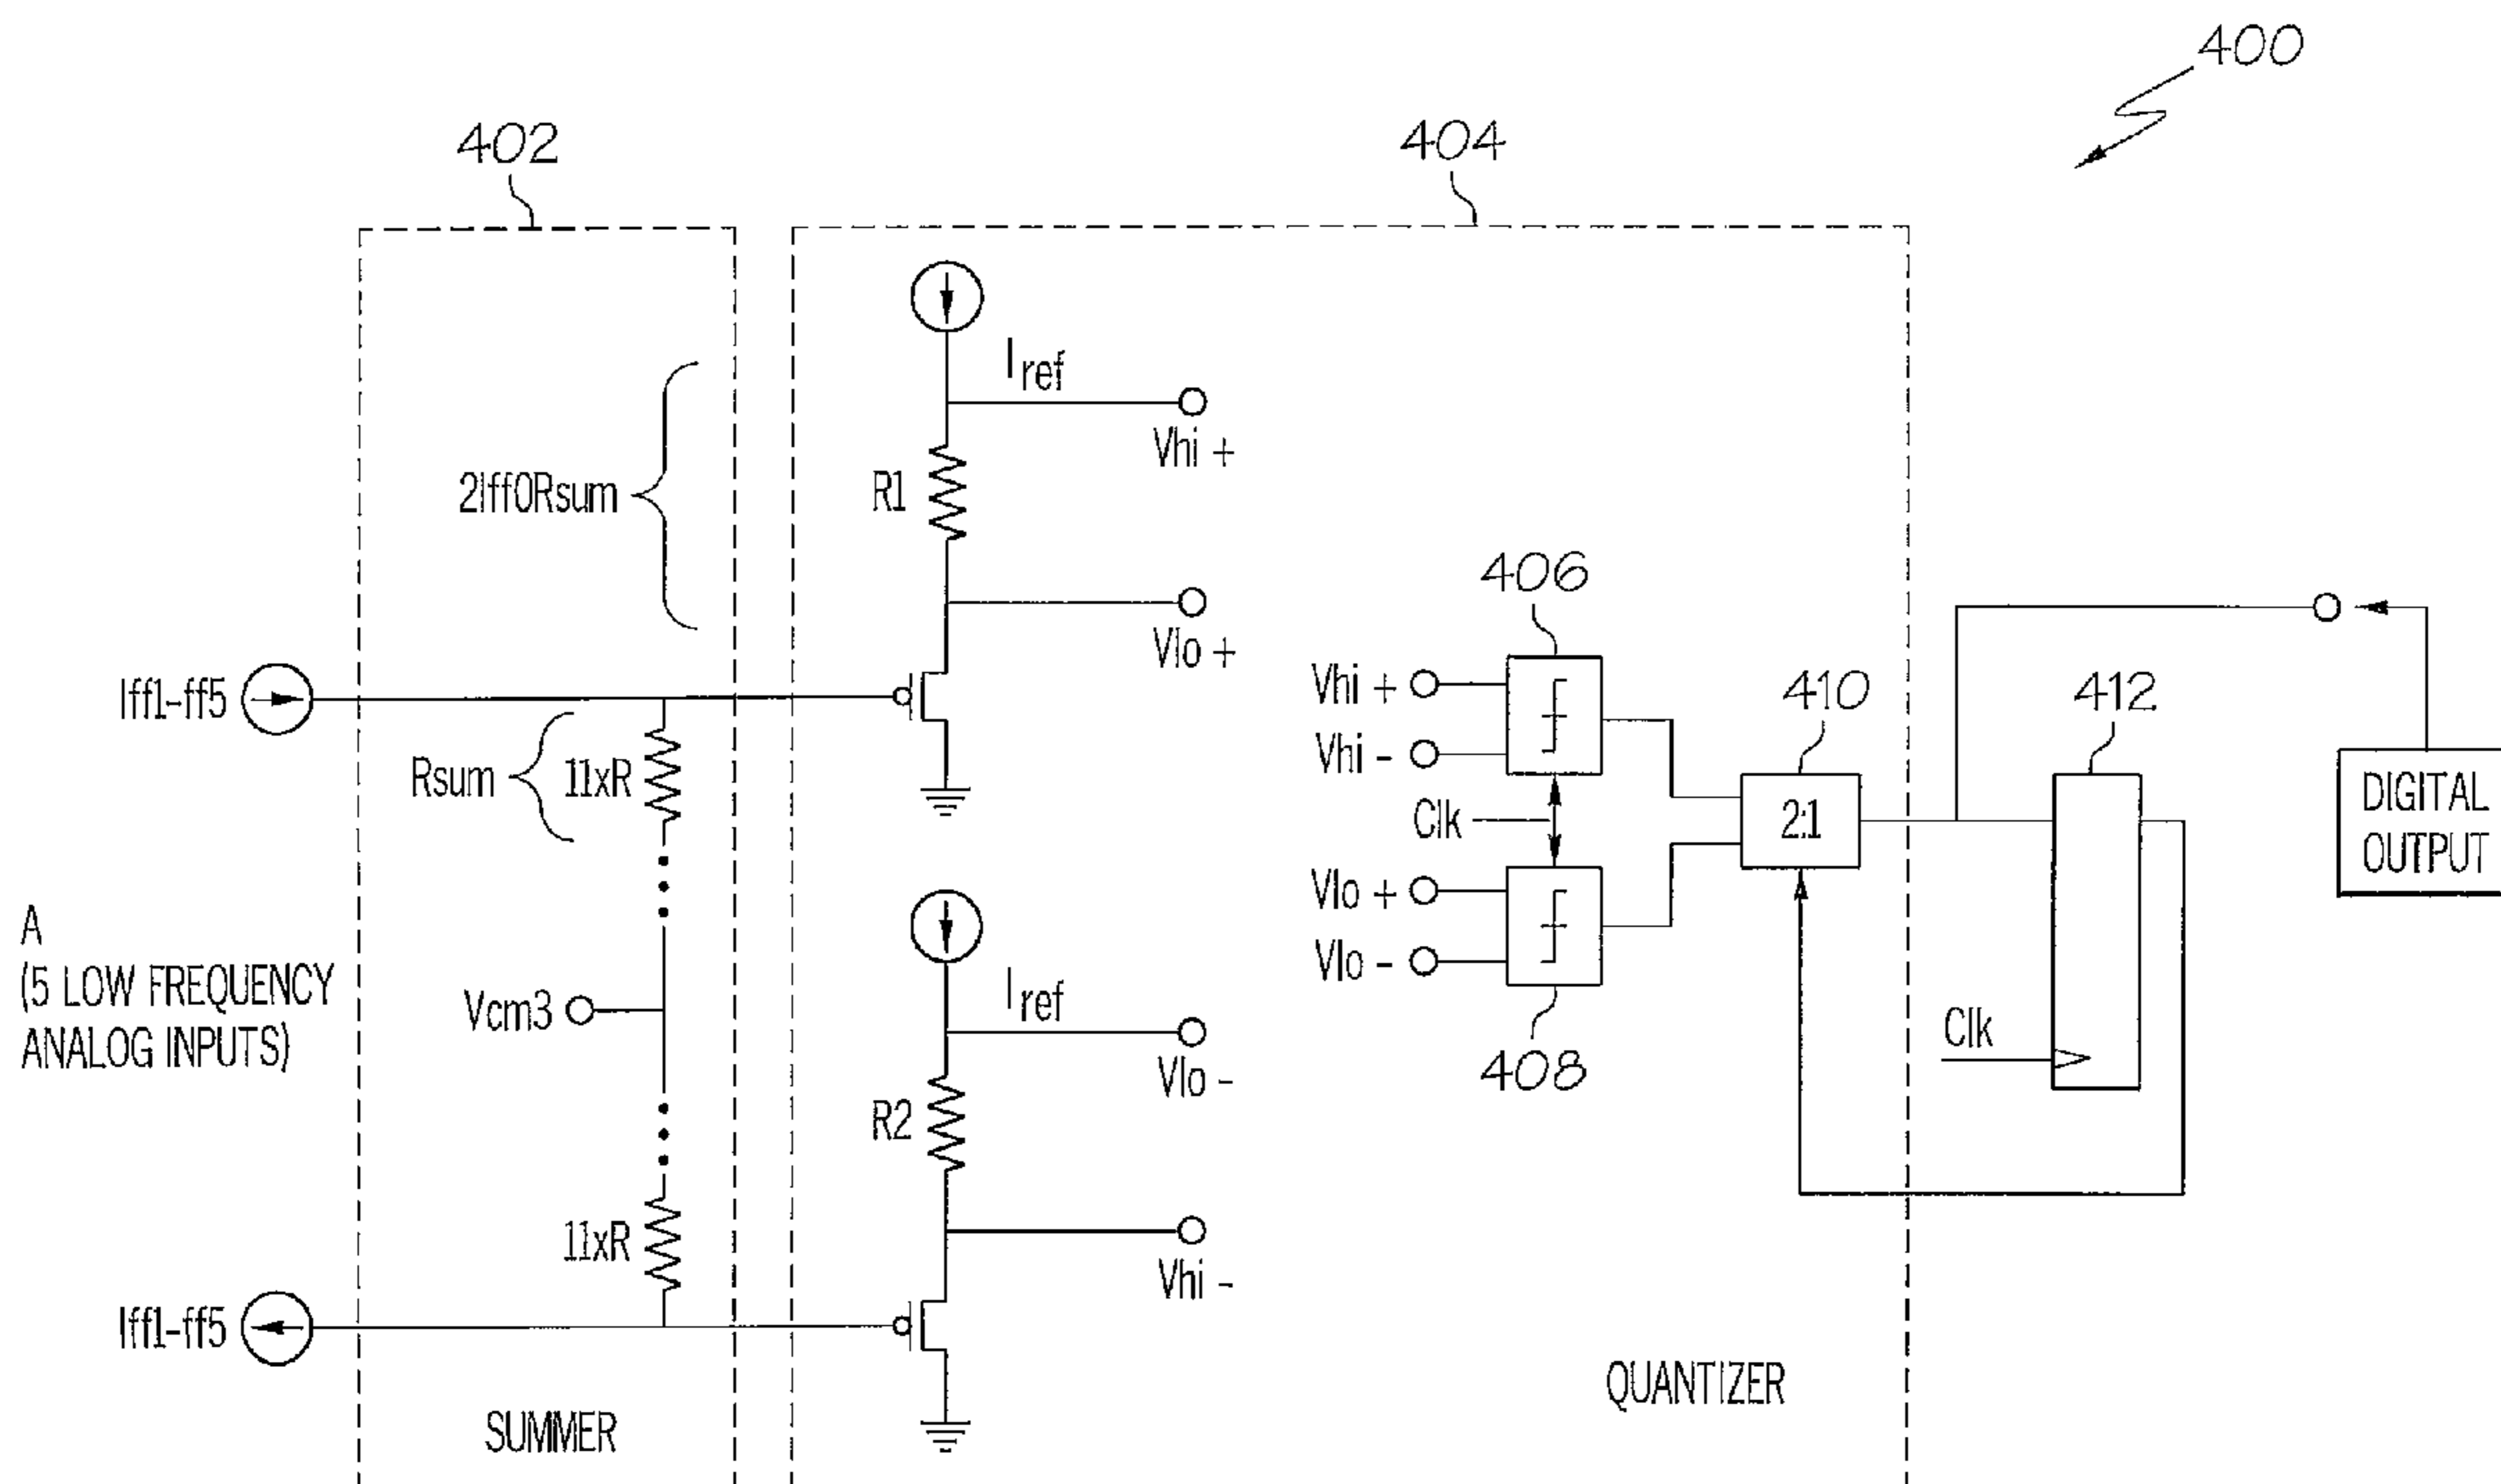 400
402
404
Iref
Vhi +
2Iff0Rsum
R1
Vlo +
406
Iff1-ff5
Vhi +
410
412
Rsum
11xR
Vhi -
Clk
2:1
DIGITAL
OUTPUT
Vlo +
A
(5 LOW FREQUENCY
ANALOG INPUTS)
Vlo -
Vcm3
Iref
Clk
408
Vlo -
R2
11xR
Vhi -
Iff1-ff5
QUANTIZER
SUMMER